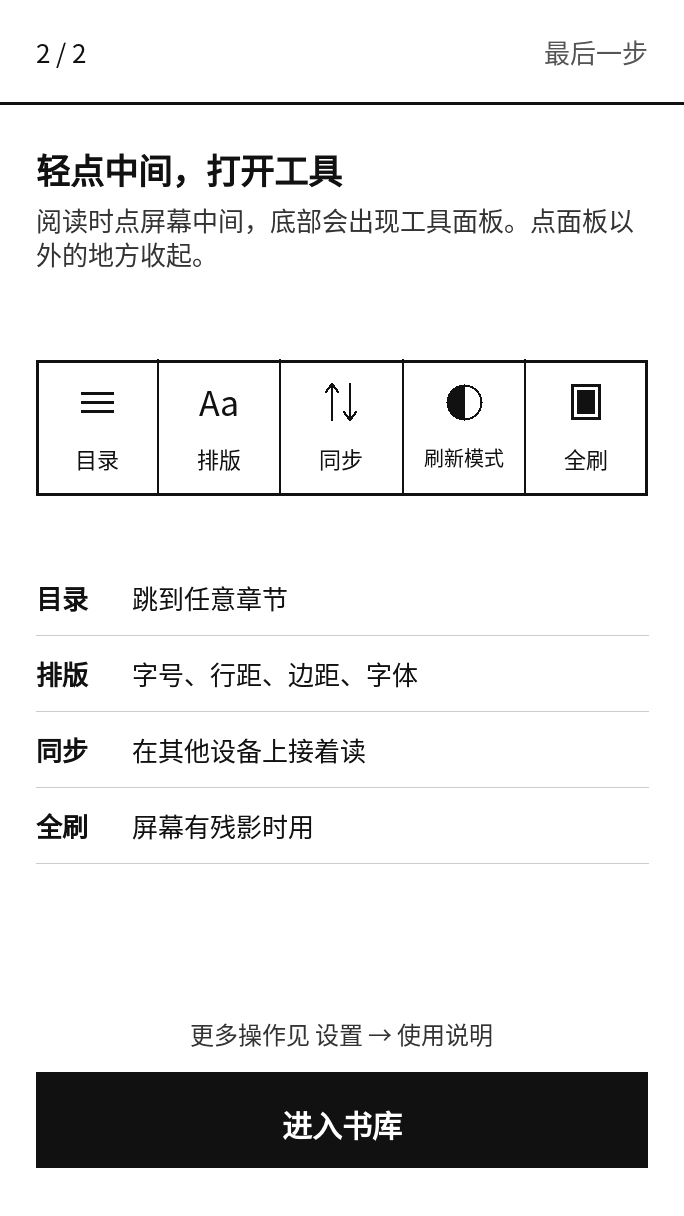 2 / 2
最后一步
轻点中间，打开工具
阅读时点屏幕中间，底部会出现工具面板。点面板以
外的地方收起。
Aa
目录 排版 同步 刷新模式 全刷
目录 跳到任意章节
排版 字号、行距、边距、字体
同步 在其他设备上接着读
全刷 屏幕有残影时用
更多操作见 设置 → 使用说明
进入书库